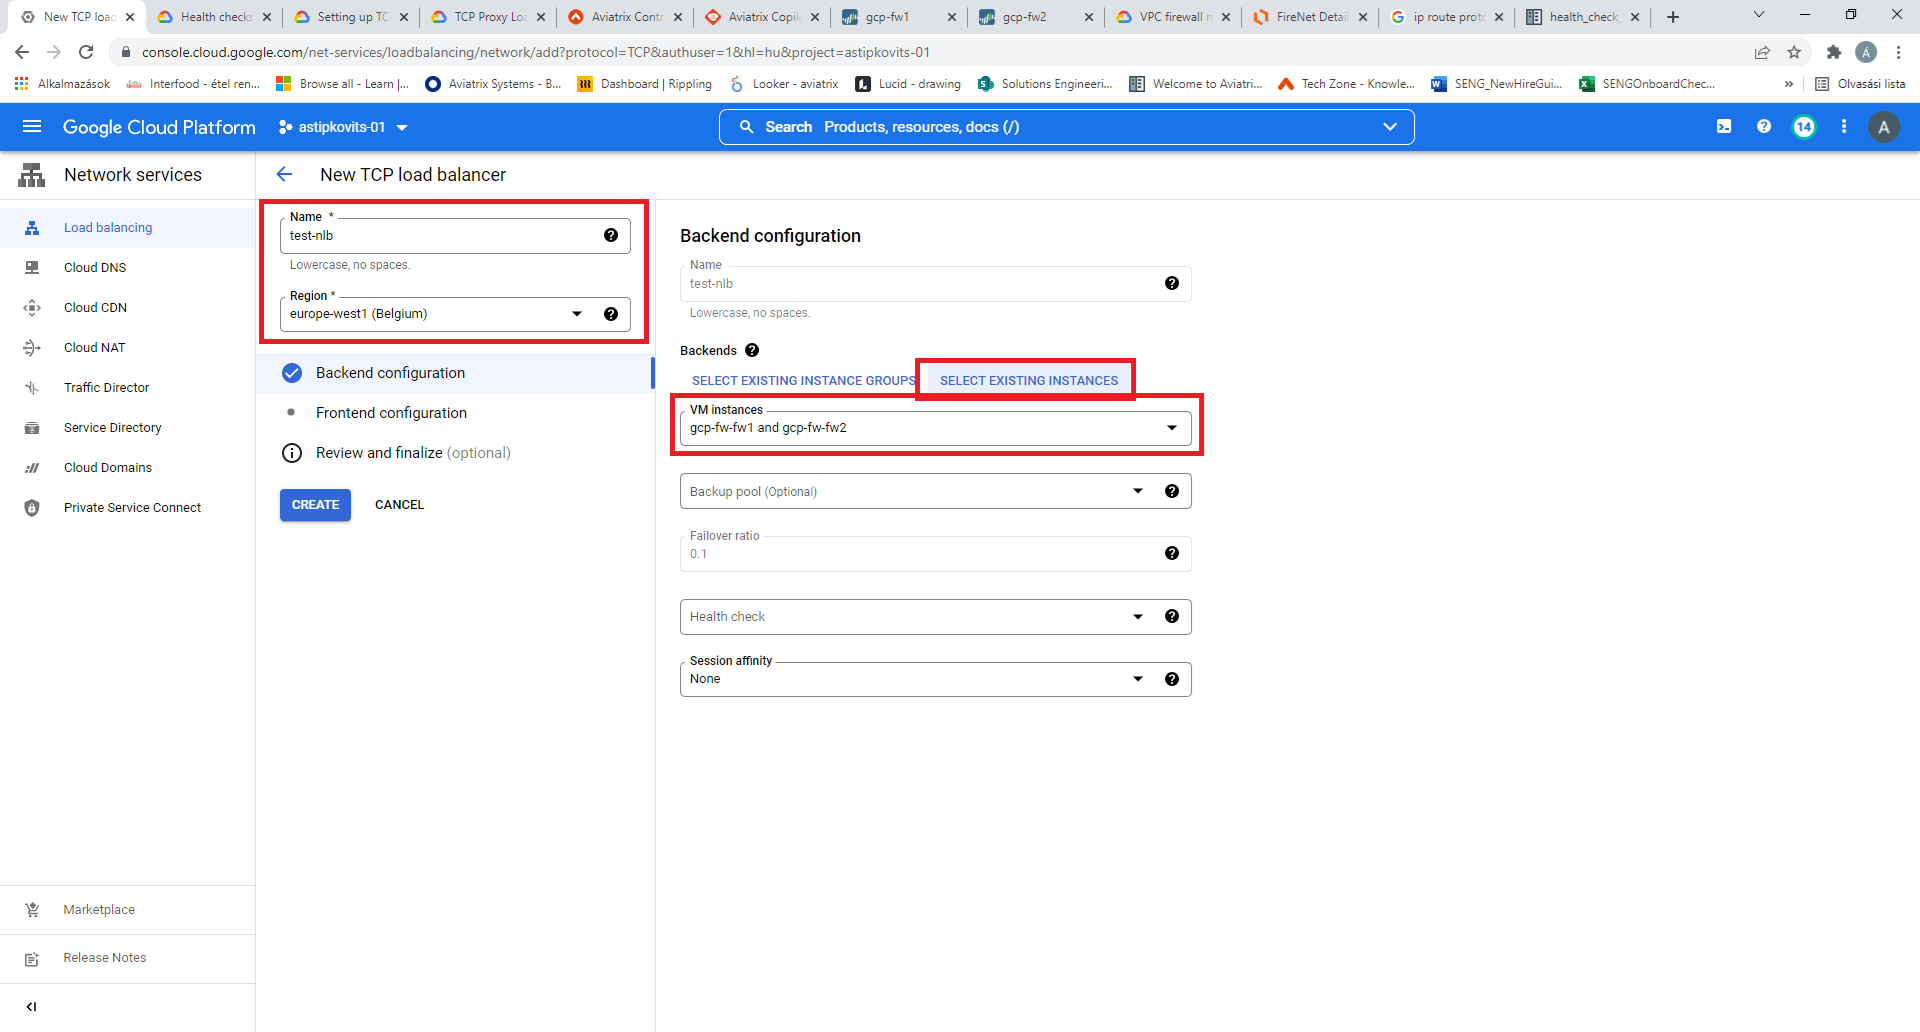 New TCP load
Health checks
Setting up TC
TCP Proxy Loa
Aviatrix Contr
Aviatrix Copil
gcp-fw1
gcp-fw2
VPC firewall r
FireNet Detail
ip route proto
health_check_
console.cloud.google.com/net-services/loadbalancing/network/add?protocol=TCP&authuser=1&hl=hu&project=astipkovits-01
Á
Alkalmazások
Interfood - étel ren...
Browse all - Learn |...
Aviatrix Systems - B...
Dashboard | Rippling
Looker - aviatrix
Lucid - drawing
Solutions Engineeri...
Welcome to Aviatri...
Tech Zone - Knowle...
SENG_NewHireGui...
SENGOnboardChec...
»
Olvasási lista
Google Cloud Platform
astipkovits-01
Search Products, resources, docs (/)
14
A
Network services
New TCP load balancer
Load balancing
Cloud DNS
Cloud CDN
Cloud NAT
Traffic Director
Service Directory
Cloud Domains
Private Service Connect
Marketplace
Release Notes
Name *
test-nlb
Lowercase, no spaces.
Region *
europe-west1 (Belgium)
Backend configuration
Frontend configuration
Review and finalize (optional)
CREATE
CANCEL
Backend configuration
Name
test-nlb
Lowercase, no spaces.
Backends
SELECT EXISTING INSTANCE GROUPS
SELECT EXISTING INSTANCES
VM instances
gcp-fw-fw1 and gcp-fw-fw2
Backup pool (Optional)
Failover ratio
0.1
Health check
Session affinity
None